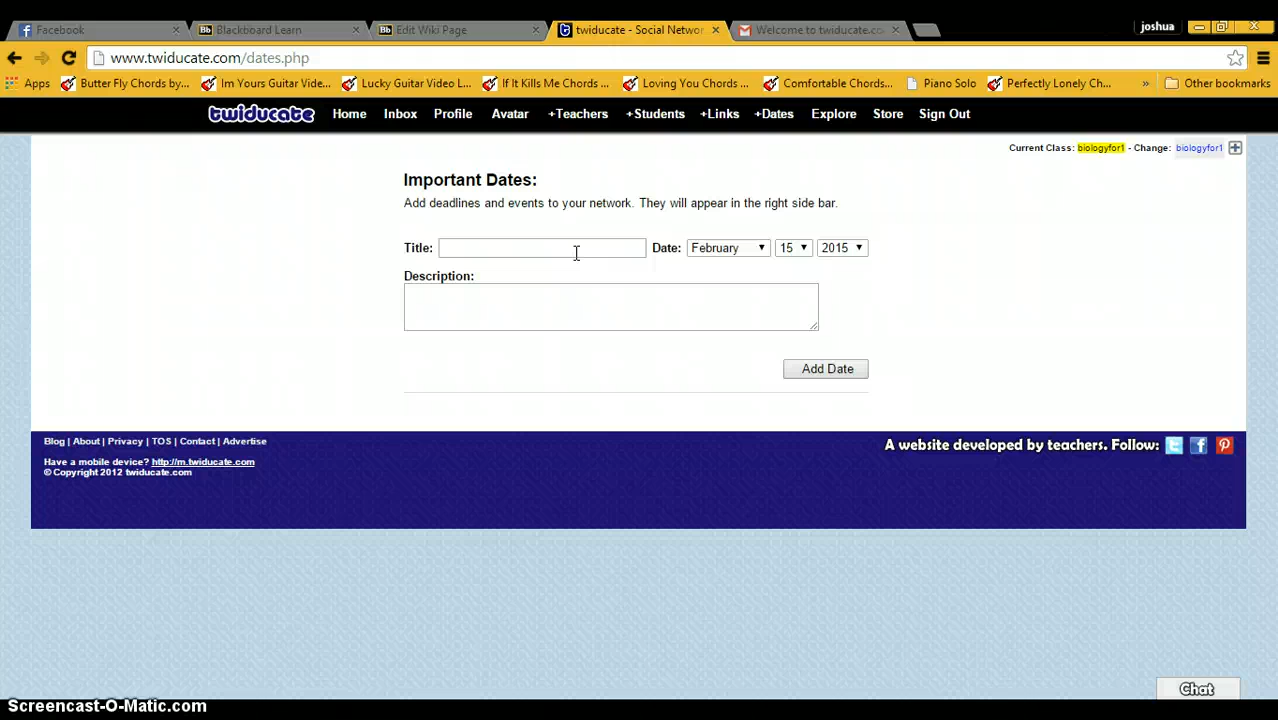 Facebook
Blackboard Learn
Edit Wiki Page
twiducate - Social Networ
Welcome to twiducate.co
joshua
www.twiducate.com/dates.php
Apps
Butter Fly Chords by...
Im Yours Guitar Vide...
Lucky Guitar Video L...
If It Kills Me Chords ...
Loving You Chords ...
Comfortable Chords...
Piano Solo
Perfectly Lonely Ch...
»
Other bookmarks
twiducate
Home
Inbox
Profile
Avatar
+Teachers
+Students
+Links
+Dates
Explore
Store
Sign Out
Current Class: biologyfor1 - Change: biologyfor1
Important Dates:
Add deadlines and events to your network. They will appear in the right side bar.
Title:
Date: February 15 2015
Description:
Add Date
Blog | About | Privacy | TOS | Contact | Advertise
A website developed by teachers. Follow:
Have a mobile device? http://m.twiducate.com
© Copyright 2012 twiducate.com
Chat
Screencast-O-Matic.com